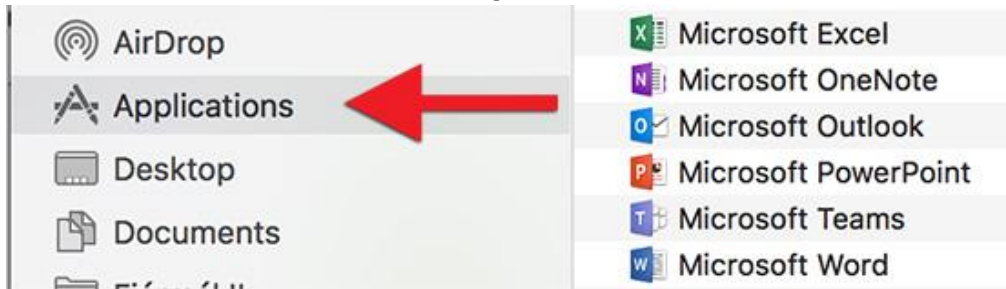 AirDrop
Applications
Desktop
Documents
Microsoft Excel
Microsoft OneNote
Microsoft Outlook
Microsoft PowerPoint
Microsoft Teams
Microsoft Word